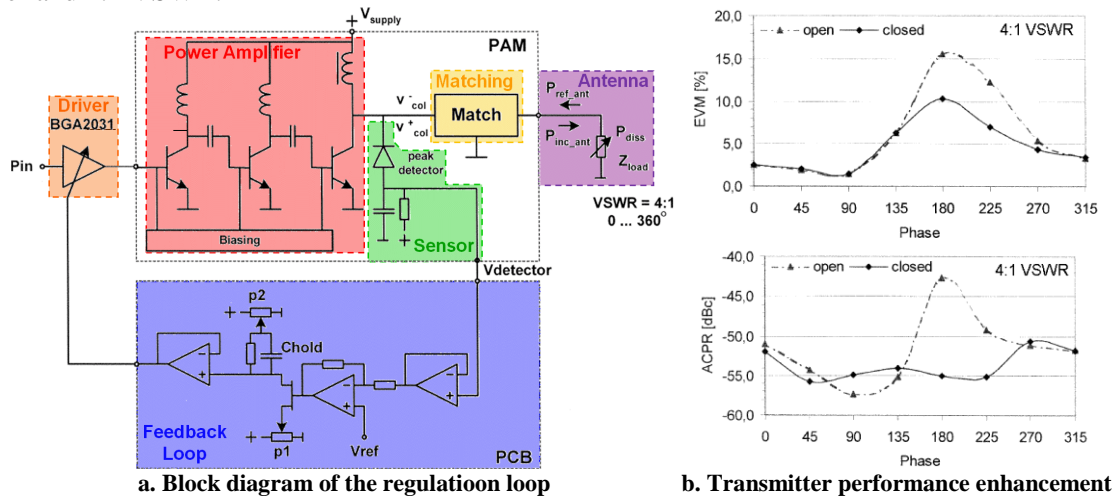 Vsupply
PAM
Power Amplifier
Driver
BGA2031
Pin
Biasing
v-col
v+col
peak
detector
Sensor
Matching
Match
Antenna
Pref_ant
Pinc_ant
Pdiss
Zload
VSWR = 4:1
0 ... 360°
Vdetector
p2
Chold
p1
Vref
Feedback
Loop
PCB
a. Block diagram of the regulatioon loop
4:1 VSWR
open closed
EVM [%]
20,0
15,0
10,0
5,0
0,0
0 45 90 135 180 225 270 315
Phase
4:1 VSWR
open closed
ACPR [dBc]
-40,0
-45,0
-50,0
-55,0
-60,0
0 45 90 135 180 225 270 315
Phase
b. Transmitter performance enhancement